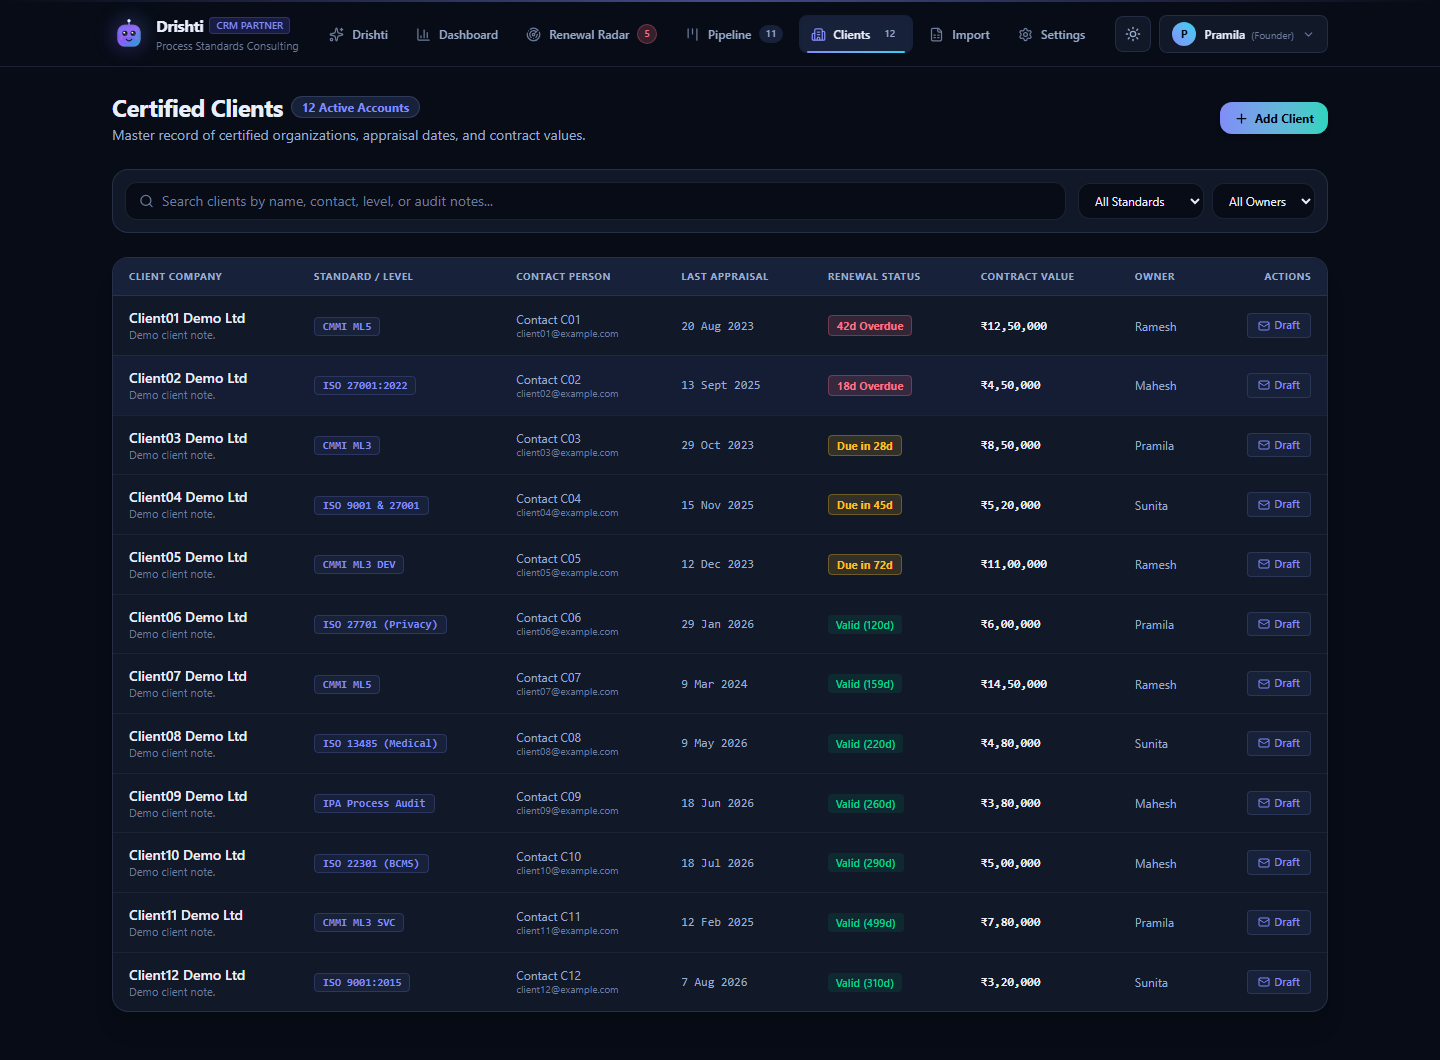 Drishti CRM PARTNER
Process Standards Consulting
Drishti Dashboard Renewal Radar 5 Pipeline 11 Clients 12 Import Settings P Pramila (Founder)
Certified Clients 12 Active Accounts
Master record of certified organizations, appraisal dates, and contract values.
+ Add Client
Search clients by name, contact, level, or audit notes... All Standards All Owners
CLIENT COMPANY STANDARD / LEVEL CONTACT PERSON LAST APPRAISAL RENEWAL STATUS CONTRACT VALUE OWNER ACTIONS
Client01 Demo Ltd CMMI ML5 Contact C01 20 Aug 2023 42d Overdue ₹12,50,000 Ramesh Draft
Demo client note. client01@example.com
Client02 Demo Ltd ISO 27001:2022 Contact C02 13 Sept 2025 18d Overdue ₹4,50,000 Mahesh Draft
Demo client note. client02@example.com
Client03 Demo Ltd CMMI ML3 Contact C03 29 Oct 2023 Due in 28d ₹8,50,000 Pramila Draft
Demo client note. client03@example.com
Client04 Demo Ltd ISO 9001 & 27001 Contact C04 15 Nov 2025 Due in 45d ₹5,20,000 Sunita Draft
Demo client note. client04@example.com
Client05 Demo Ltd CMMI ML3 DEV Contact C05 12 Dec 2023 Due in 72d ₹11,00,000 Ramesh Draft
Demo client note. client05@example.com
Client06 Demo Ltd ISO 27701 (Privacy) Contact C06 29 Jan 2026 Valid (120d) ₹6,00,000 Pramila Draft
Demo client note. client06@example.com
Client07 Demo Ltd CMMI ML5 Contact C07 9 Mar 2024 Valid (159d) ₹14,50,000 Ramesh Draft
Demo client note. client07@example.com
Client08 Demo Ltd ISO 13485 (Medical) Contact C08 9 May 2026 Valid (220d) ₹4,80,000 Sunita Draft
Demo client note. client08@example.com
Client09 Demo Ltd IPA Process Audit Contact C09 18 Jun 2026 Valid (260d) ₹3,80,000 Mahesh Draft
Demo client note. client09@example.com
Client10 Demo Ltd ISO 22301 (BCMS) Contact C10 18 Jul 2026 Valid (290d) ₹5,00,000 Mahesh Draft
Demo client note. client10@example.com
Client11 Demo Ltd CMMI ML3 SVC Contact C11 12 Feb 2025 Valid (499d) ₹7,80,000 Pramila Draft
Demo client note. client11@example.com
Client12 Demo Ltd ISO 9001:2015 Contact C12 7 Aug 2026 Valid (310d) ₹3,20,000 Sunita Draft
Demo client note. client12@example.com